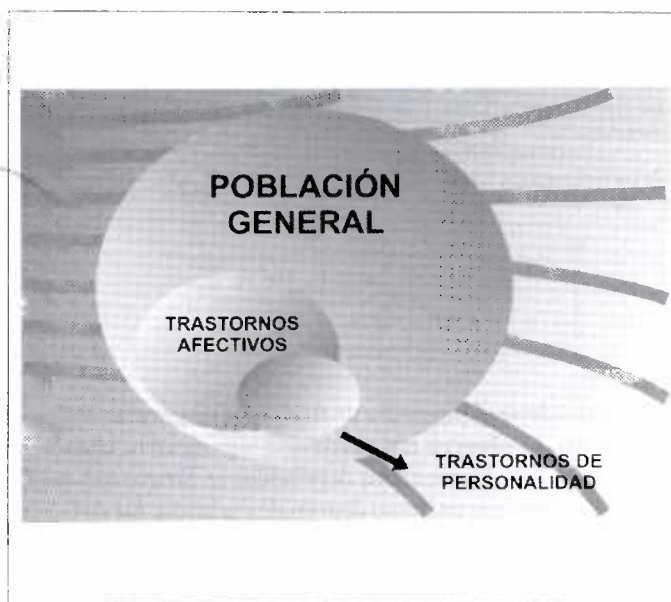 POBLACIÓN
GENERAL
TRASTORNOS
AFECTIVOS
TRASTORNOS DE
PERSONALIDAD